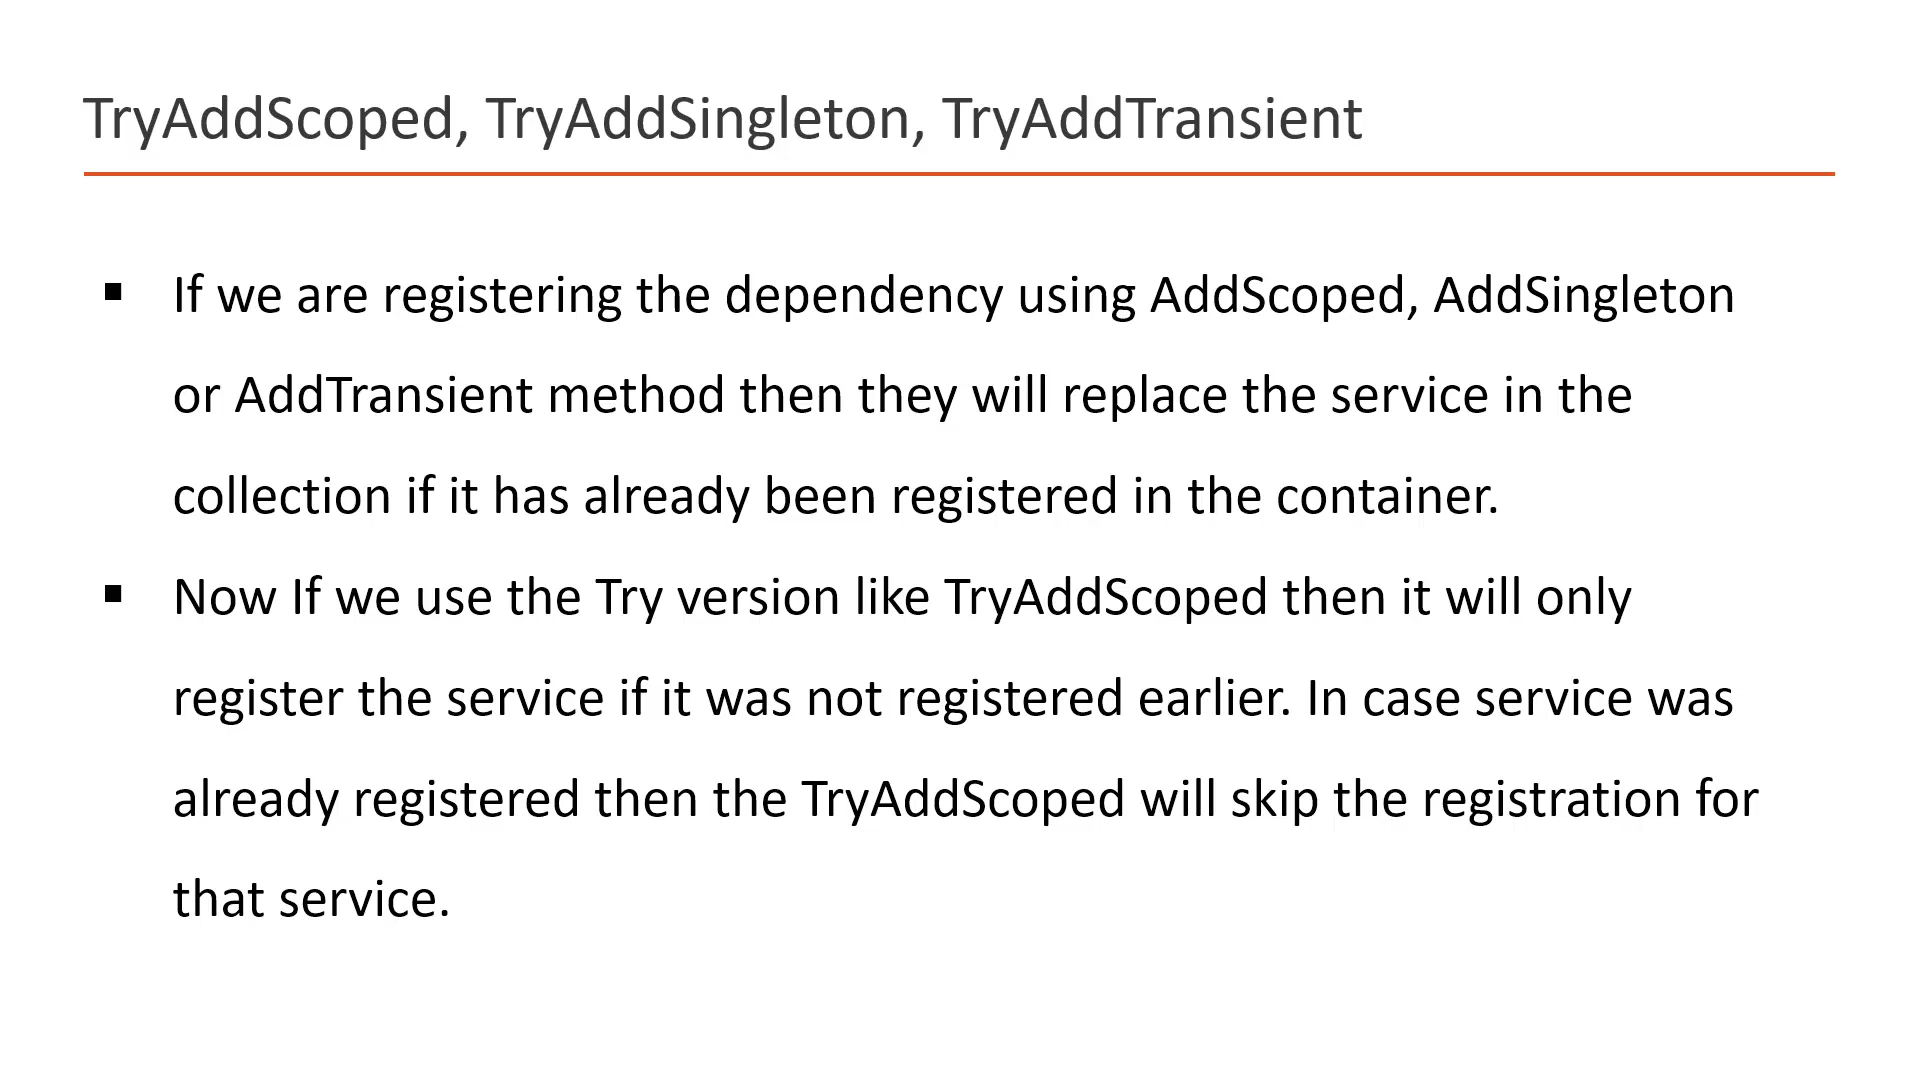 TryAddScoped, TryAddSingleton, TryAddTransient
▪ If we are registering the dependency using AddScoped, AddSingleton
or AddTransient method then they will replace the service in the
collection if it has already been registered in the container.
▪ Now If we use the Try version like TryAddScoped then it will only
register the service if it was not registered earlier. In case service was
already registered then the TryAddScoped will skip the registration for
that service.